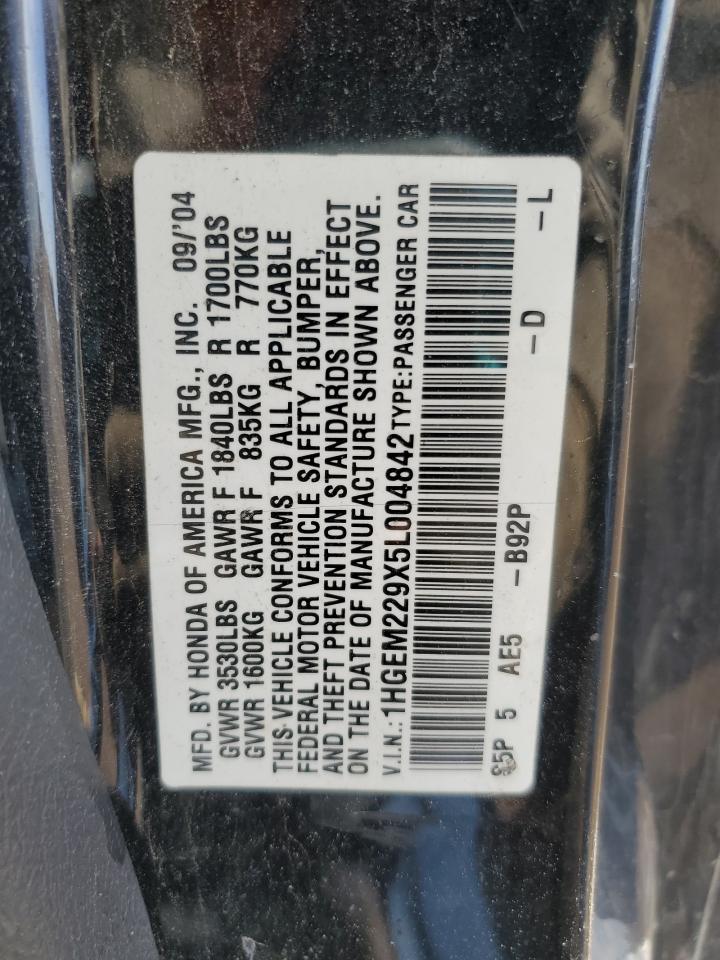 MFD. BY HONDA OF AMERICA MFG., INC. 09/'04
GVWR 3530LBS GAWR F 1840LBS R 1700LBS
GVWR 1600KG GAWR F 835KG R 770KG
THIS VEHICLE CONFORMS TO ALL APPLICABLE
FEDERAL MOTOR VEHICLE SAFETY, BUMPER,
AND THEFT PREVENTION STANDARDS IN EFFECT
ON THE DATE OF MANUFACTURE SHOWN ABOVE.
V.I.N.: 1HGEM229X5L004842 TYPE: PASSENGER CAR
S5P 5 AE5 –B92P –D –L